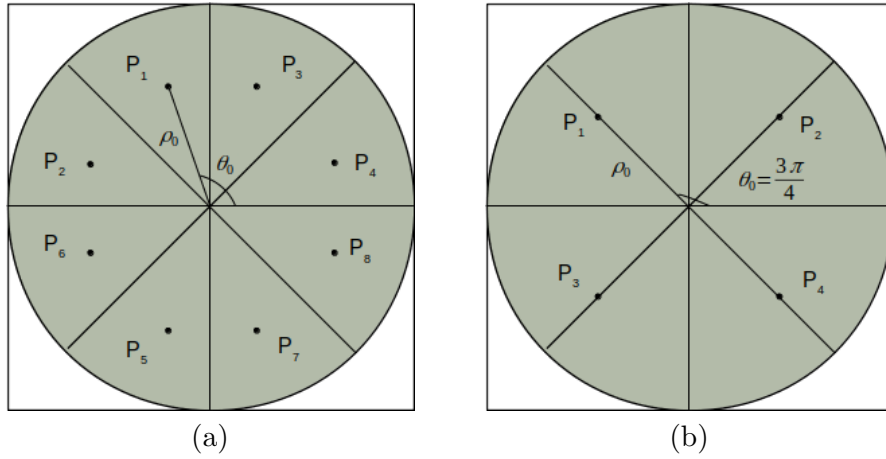 P₁ P₃
ρ₀ θ₀
P₂ P₄
P₆ P₈
P₅ P₇
(a)
P₁ P₂
ρ₀ θ₀=3π/4
P₃ P₄
(b)